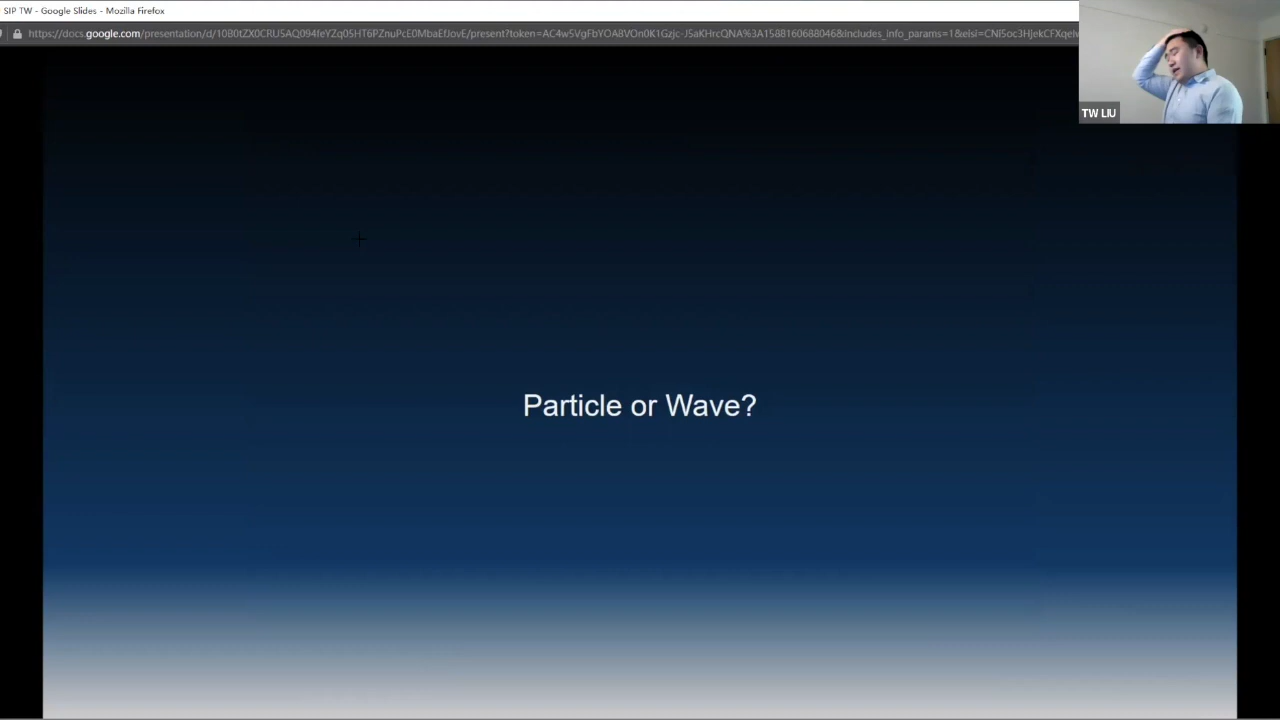 SIP TW - Google Slides - Mozilla Firefox
TW LIU
Particle or Wave?